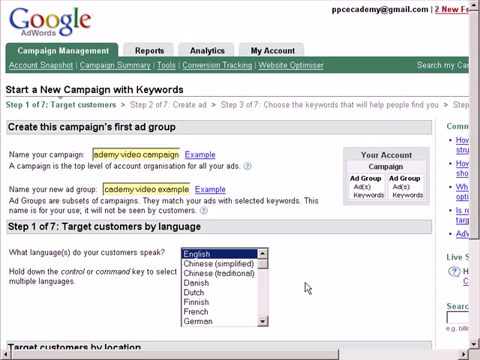 Google
AdWords
ppcecademy@gmail.com | 2 New
Campaign Management Reports Analytics My Account
Account Snapshot | Campaign Summary | Tools | Conversion Tracking | Website Optimiser
Search my
Start a New Campaign with Keywords
Step 1 of 7: Target customers > Step 2 of 7: Create ad > Step 3 of 7: Choose the keywords that will help people find you > Step
Create this campaign's first ad group
Name your campaign: ademy video campaign Example
A campaign is the top level of account organisation for all your ads. ?
Name your new ad group: cademy video example Example
Ad Groups are subsets of campaigns. They match your ads with selected keywords. This
name is for your use; it will not be seen by customers. ?
Your Account
Campaign
Ad Group Ad Group
Ad(s) Ad(s)
Keywords Keywords
Step 1 of 7: Target customers by language
What language(s) do your customers speak?
Hold down the control or command key to select
multiple languages.
English
Chinese (simplified)
Chinese (traditional)
Danish
Dutch
Finnish
French
German
Target customers by location
Comm
How
Wh
Is
Live S
?
Search
e.g. billin